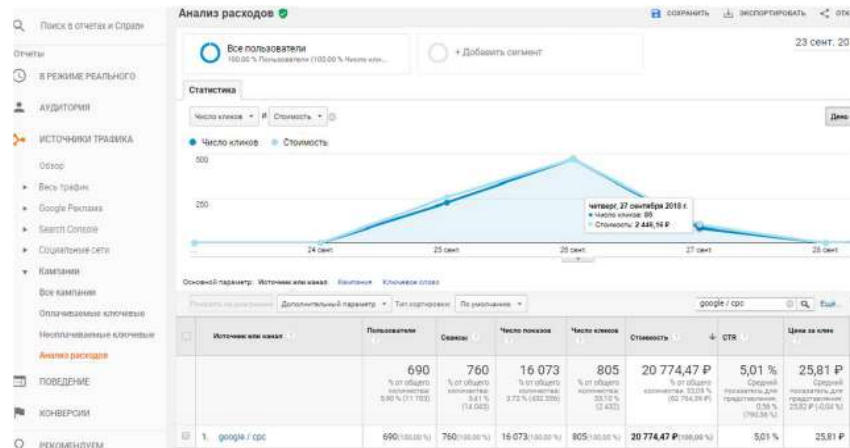 Анализ расходов
СОХРАНИТЬ
ЭКСПОРТИРОВАТЬ
Поиск в отчетах и Справк
23 сент. 20
Все пользователи
+ Добавить сегмент
Отчеты
В РЕЖИМЕ РЕАЛЬНОГО
Статистика
АУДИТОРИЯ
Число кликов
И
Стоимость
День
ИСТОЧНИКИ ТРАФИКА
Число кликов
Стоимость
500
Обзор
Весь трафик
250
Google Реклама
четверг, 27 сентября 2018 г.
Число кликов: 86
Search Console
Социальные сети
24 сент.
25 сент.
26 сент.
27 сент.
28 сент.
Кампании
Все кампании
Основной параметр: Источник или канал Кампания Ключевое слово
Оплачиваемые ключевые
Дополнительный параметр
Тип сортировки:
По умолчанию
google / cpc
Ещё...
Неоплачиваемые ключевые
Анализ расходов
Источник или канал
Пользователи
Сеансы
Число показов
Число кликов
Стоимость
CTR
Цена за клик
ПОВЕДЕНИЕ
690
760
16 073
805
20 774,47 ₽
5,01 %
25,81 ₽
КОНВЕРСИИ
РЕКОМЕНДУЕМ
1. google / cpc
690
760
16 073
805
20 774,47 ₽
5,01 %
25,81 ₽